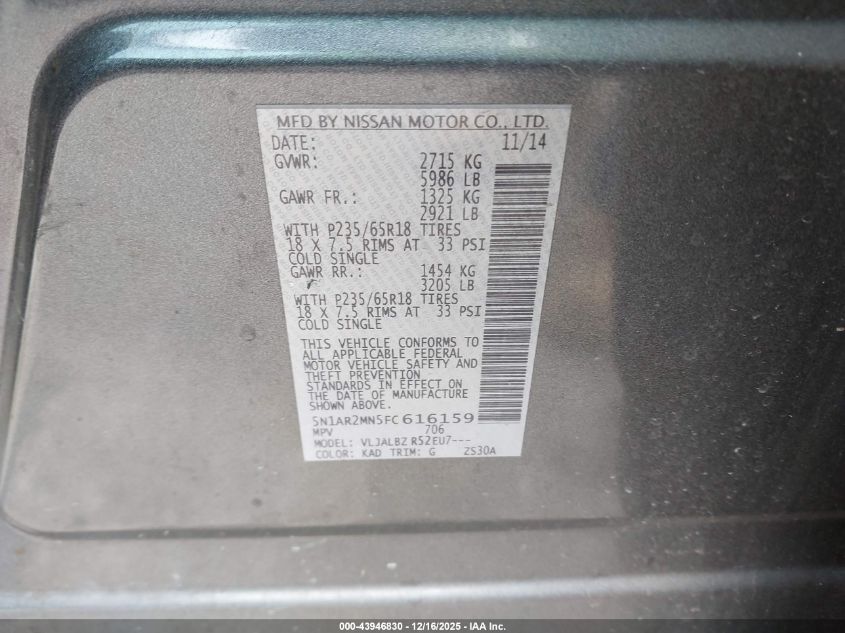 MFD BY NISSAN MOTOR CO., LTD.
DATE: 11/14
GVWR: 2715 KG
5986 LB
GAWR FR.: 1325 KG
2921 LB
WITH P235/65R18 TIRES
18 X 7.5 RIMS AT 33 PSI
COLD SINGLE
GAWR RR.: 1454 KG
3205 LB
WITH P235/65R18 TIRES
18 X 7.5 RIMS AT 33 PSI
COLD SINGLE
THIS VEHICLE CONFORMS TO
ALL APPLICABLE FEDERAL
MOTOR VEHICLE SAFETY AND
THEFT PREVENTION
STANDARDS IN EFFECT ON
THE DATE OF MANUFACTURE
SHOWN ABOVE.
5N1AR2MN5FC616159
MPV 706
MODEL: VLJALBZ R52EU7---
COLOR: KAD TRIM: G ZS30A
000-43946830 - 12/16/2025 - IAA Inc.